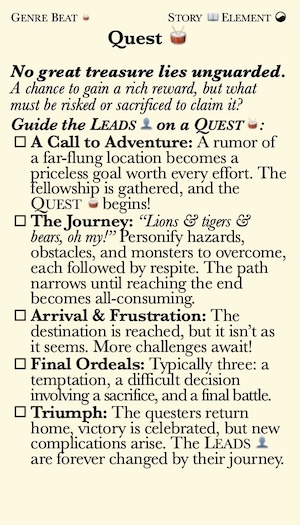 GENRE BEAT 🥁 STORY 📖 ELEMENT ☯
Quest 🥁
No great treasure lies unguarded.
A chance to gain a rich reward, but what
must be risked or sacrificed to claim it?
Guide the LEADS 👤 on a QUEST 🥁:
☐ A Call to Adventure: A rumor of
a far-flung location becomes a
priceless goal worth every effort. The
fellowship is gathered, and the
QUEST 🥁 begins!
☐ The Journey: “Lions & tigers &
bears, oh my!” Personify hazards,
obstacles, and monsters to overcome,
each followed by respite. The path
narrows until reaching the end
becomes all-consuming.
☐ Arrival & Frustration: The
destination is reached, but it isn’t as
it seems. More challenges await!
☐ Final Ordeals: Typically three: a
temptation, a difficult decision
involving a sacrifice, and a final battle.
☐ Triumph: The questers return
home, victory is celebrated, but new
complications arise. The LEADS 👤
are forever changed by their journey.